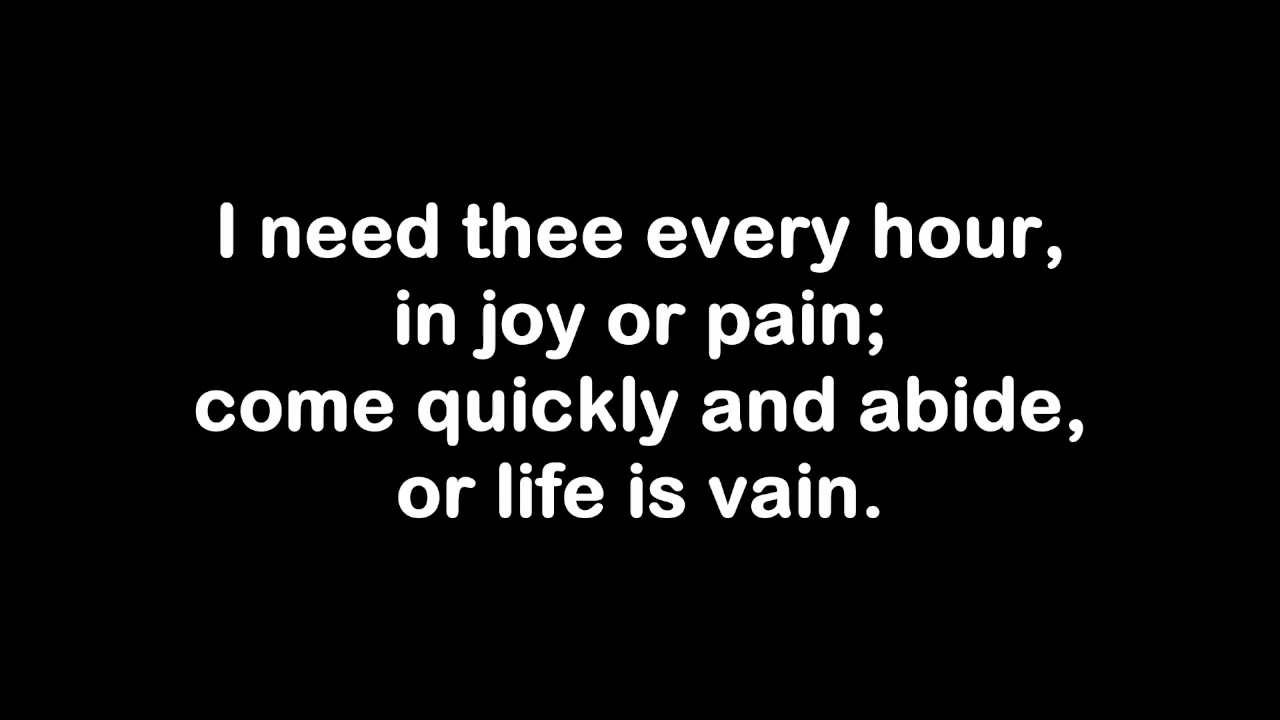 I need thee every hour,
in joy or pain;
come quickly and abide,
or life is vain.